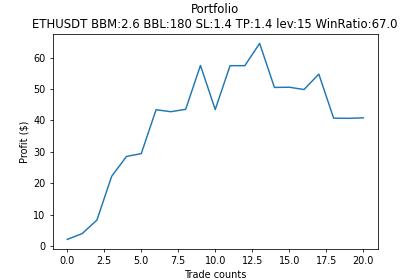 Portfolio
ETHUSDT BBM:2.6 BBL:180 SL:1.4 TP:1.4 lev:15 WinRatio:67.0
60
50
40
30
20
10
0
Profit ($)
0.0 2.5 5.0 7.5 10.0 12.5 15.0 17.5 20.0
Trade counts